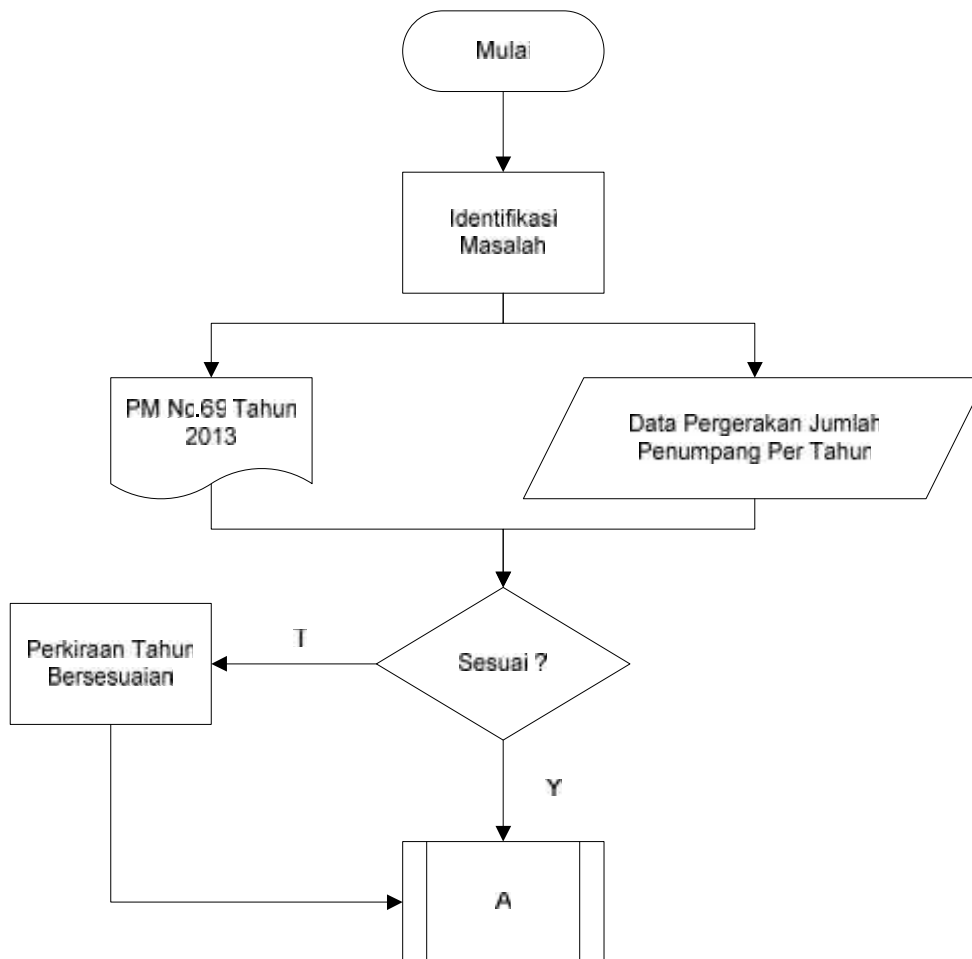 Mulai
Identifikasi
Masalah
PM No.69 Tahun
2013
Data Pergerakan Jumlah
Penumpang Per Tahun
Sesuai ?
T
Perkiraan Tahun
Bersesuaian
Y
A